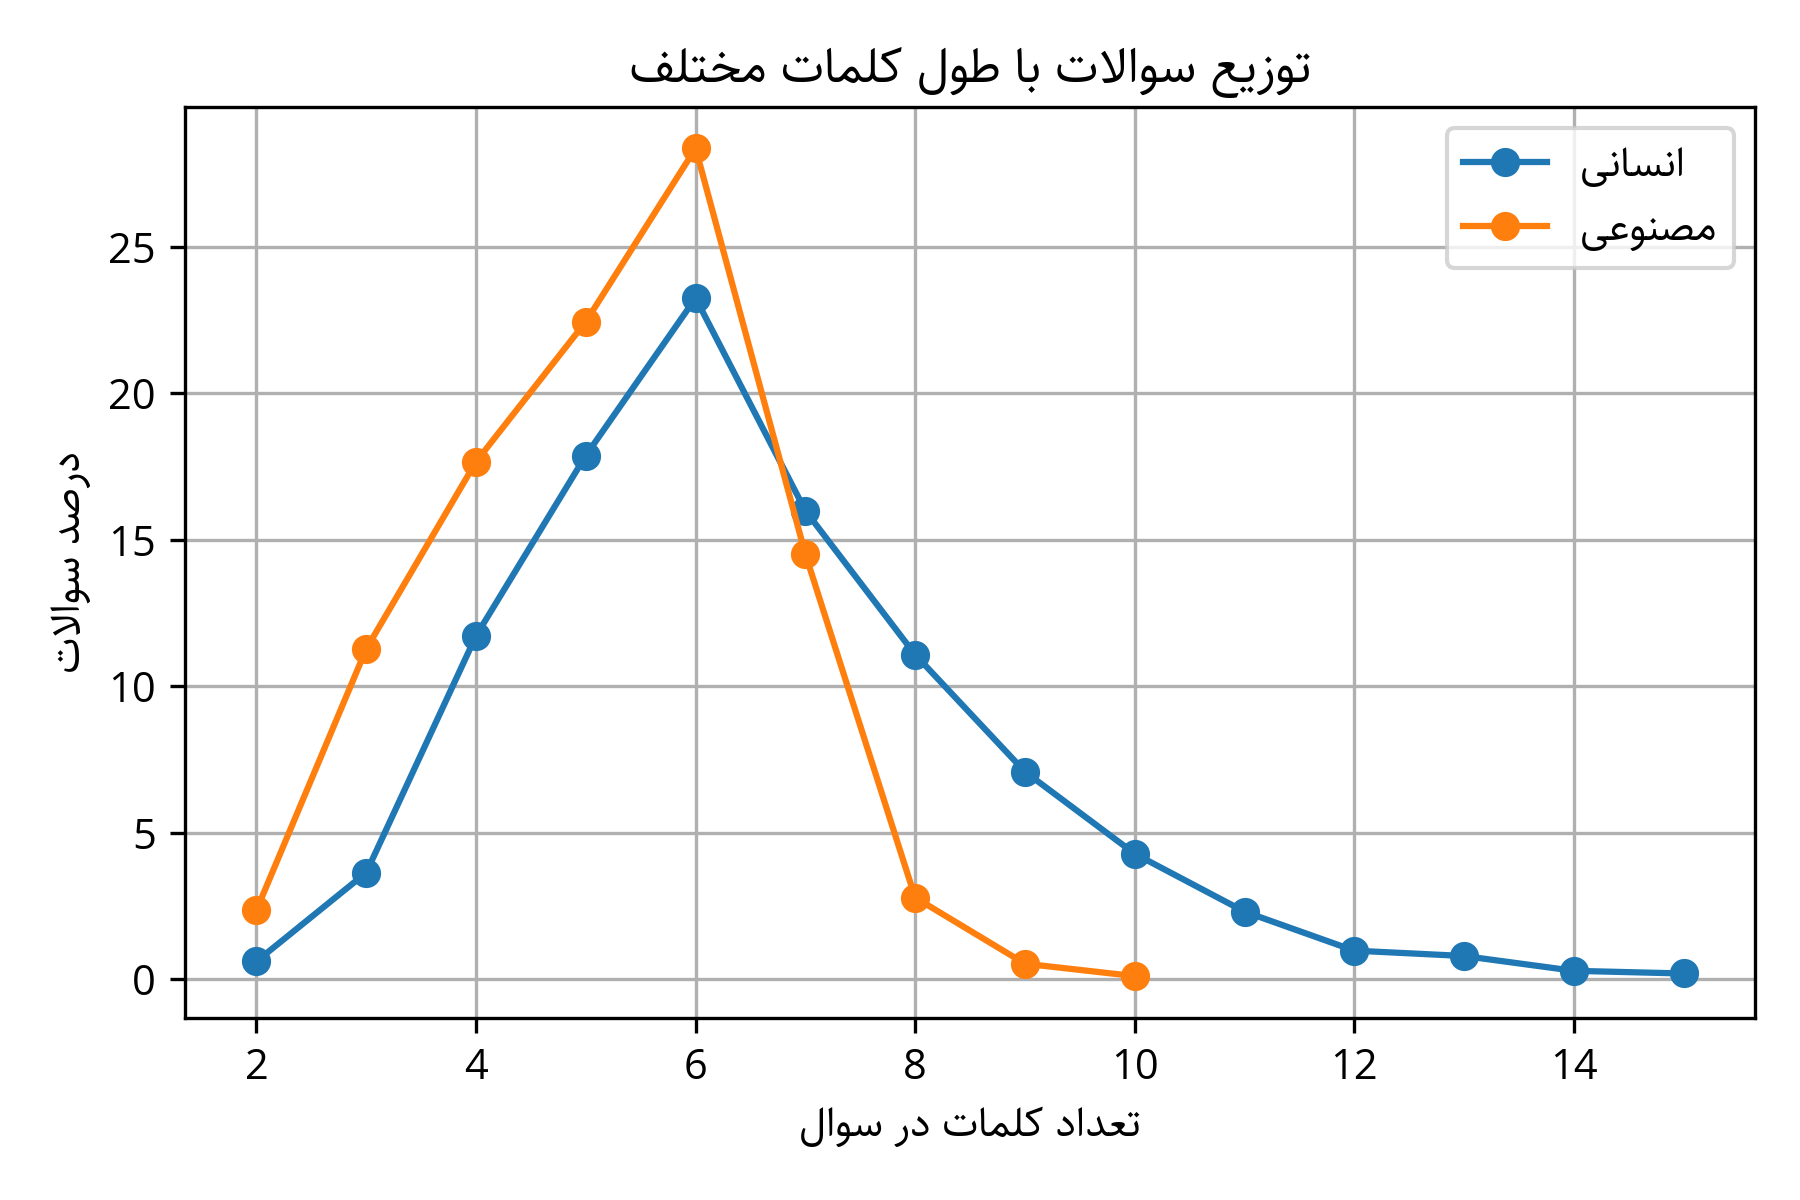 توزیع سوالات با طول کلمات مختلف
انسانی
مصنوعی
درصد سوالات
25
20
15
10
5
0
2 4 6 8 10 12 14
تعداد کلمات در سوال